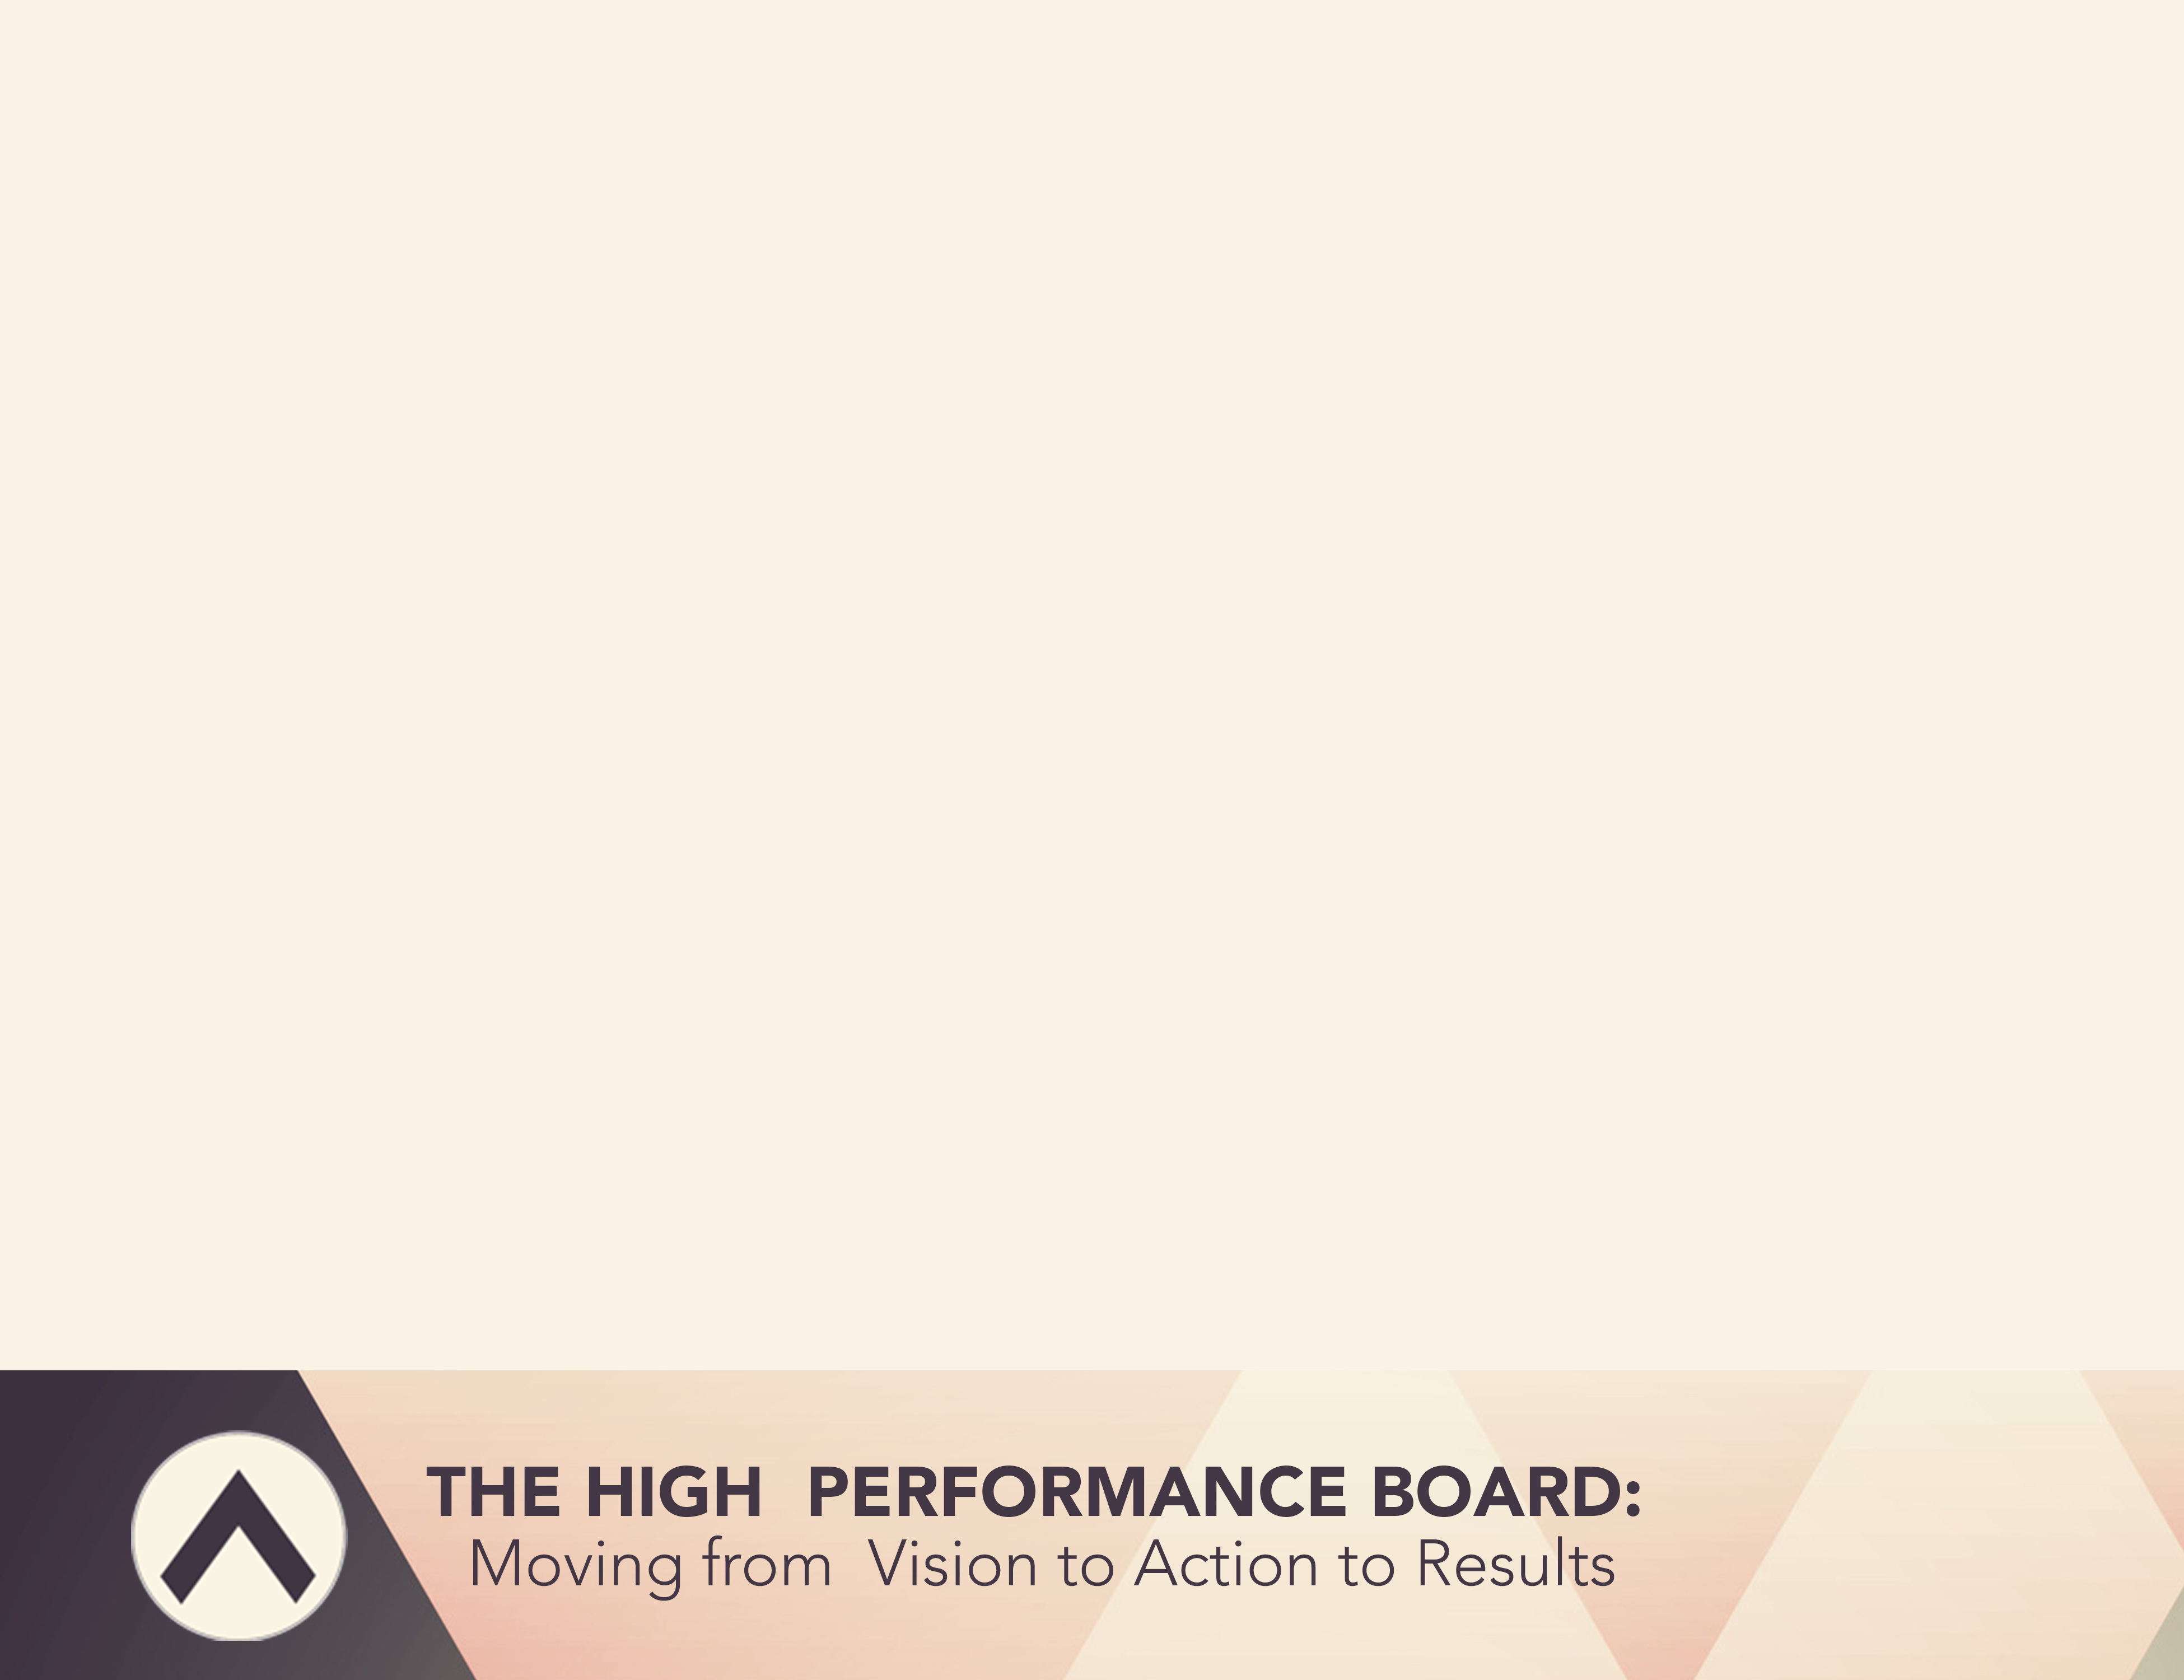 THE HIGH PERFORMANCE BOARD:
Moving from Vision to Action to Results